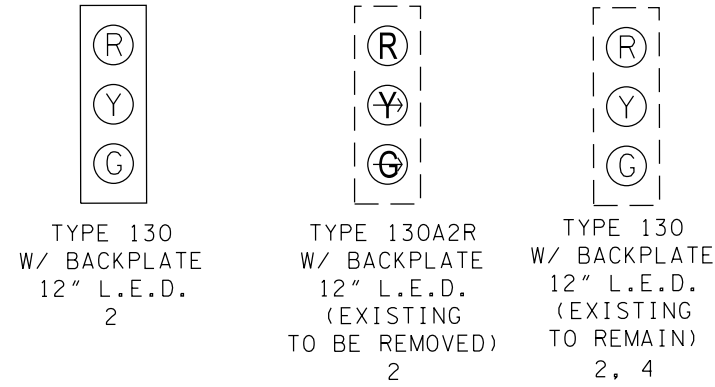 R
Y
G
TYPE 130
W/ BACKPLATE
12" L.E.D.
2
R
Y
G
TYPE 130A2R
W/ BACKPLATE
12" L.E.D.
(EXISTING
TO BE REMOVED)
2
R
Y
G
TYPE 130
W/ BACKPLATE
12" L.E.D.
(EXISTING
TO REMAIN)
2, 4